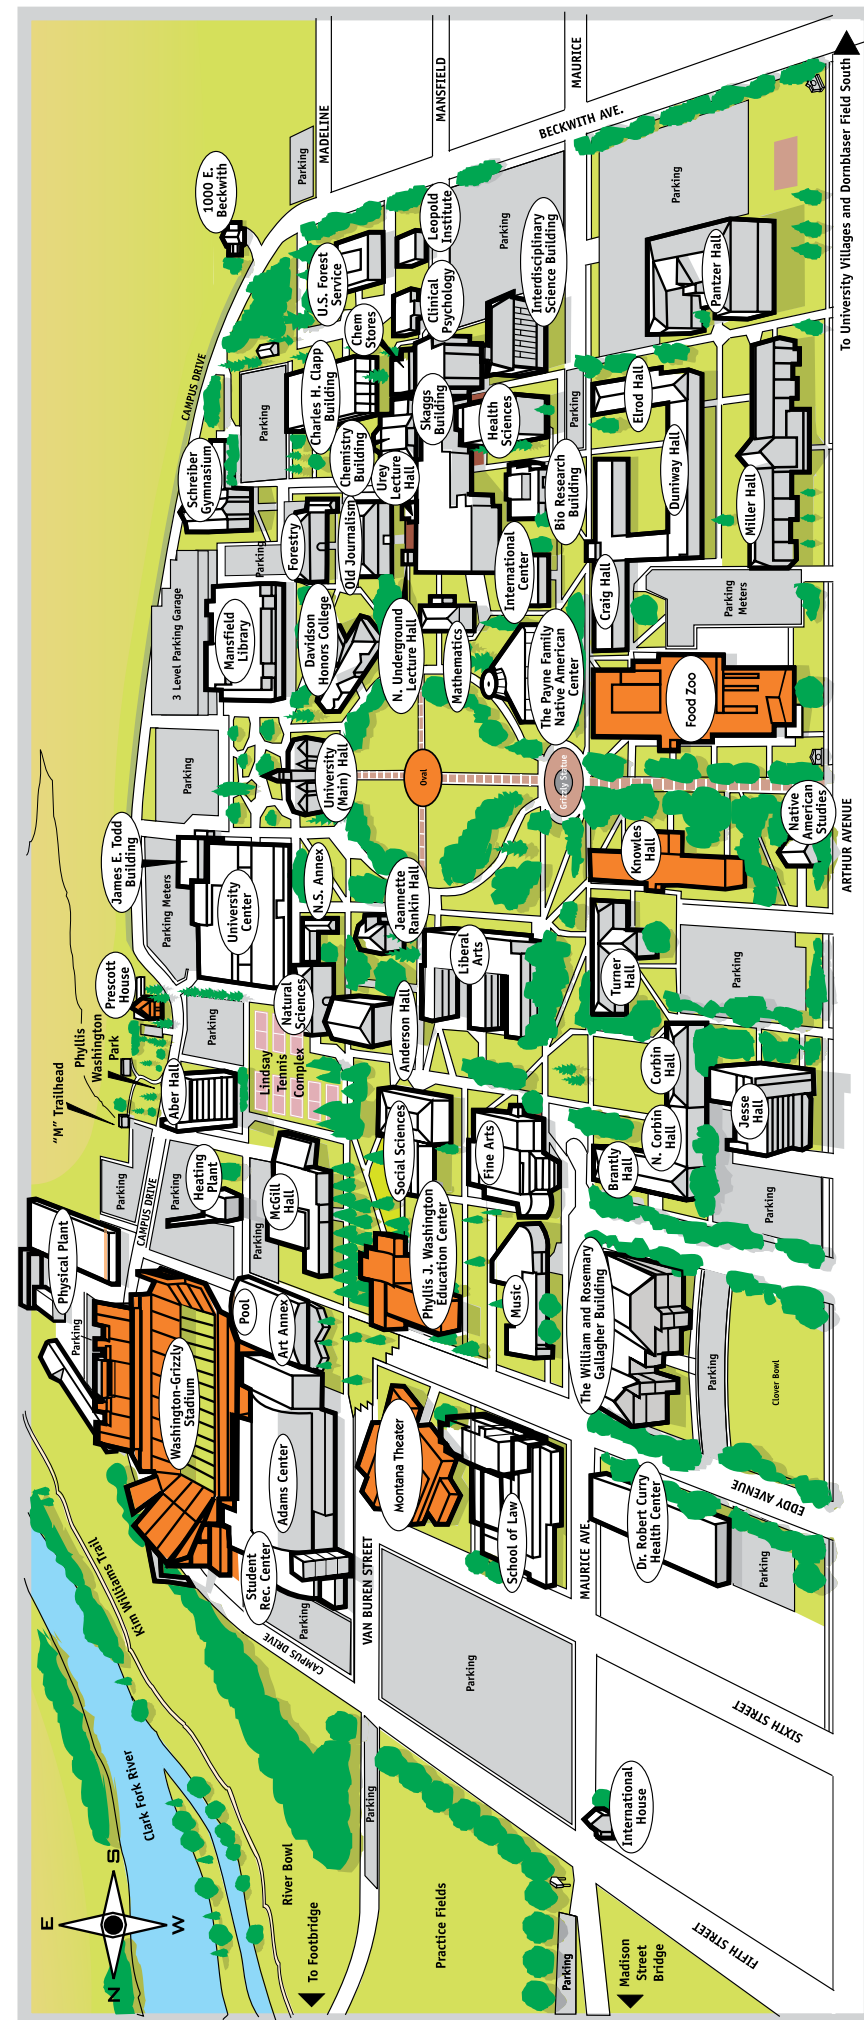 To University Villages and Dornblaser Field South
BECKWITH AVE.
MADELINE
MANSFIELD
MAURICE
Parking
1000 E.
Beckwith
Leopold
Institute
Parking
Parking
U.S. Forest
Service
Clinical
Psychology
Interdisciplinary
Science Building
Pantzer Hall
Chem
Stores
CAMPUS DRIVE
Charles H. Clapp
Building
Skaggs
Building
Health
Sciences
Parking
Elrod Hall
Parking
Schreiber
Gymnasium
Chemistry
Building
Urey
Lecture
Hall
Bio Research
Building
Duniway Hall
Miller Hall
Parking
Forestry
Old Journalism
International
Center
Craig Hall
Parking
Meters
3 Level Parking Garage
Mansfield
Library
Davidson
Honors College
N. Underground
Lecture Hall
Mathematics
The Payne Family
Native American
Center
Food Zoo
Parking
University
(Main) Hall
Oval
Grizzly Statue
Native
American
Studies
ARTHUR AVENUE
James E. Todd
Building
Parking Meters
University
Center
N.S. Annex
Jeannette
Rankin Hall
Knowles
Hall
Liberal
Arts
Turner
Hall
Parking
Prescott
House
Parking
Natural
Sciences
Anderson Hall
"M" Trailhead
Phyllis
Washington
Park
Aber Hall
Lindsay
Tennis
Complex
Corbin
Hall
N. Corbin
Hall
Jesse
Hall
Social Sciences
Fine Arts
Brantly
Hall
Parking
Parking
Parking
Heating
Plant
Parking
McGill
Hall
CAMPUS DRIVE
Physical Plant
Phyllis J. Washington
Education Center
Music
The William and Rosemary
Gallagher Building
Parking
Clover Bowl
Parking
Pool
Art Annex
Washington-Grizzly
Stadium
Montana Theater
Adams Center
School of Law
Dr. Robert Curry
Health Center
EDDY AVENUE
Parking
Student
Rec. Center
Parking
VAN BUREN STREET
MAURICE AVE.
CAMPUS DRIVE
Kim Williams Trail
Parking
SIXTH STREET
Clark Fork River
Parking
International
House
River Bowl
Practice Fields
FIFTH STREET
To Footbridge
Parking
Madison
Street
Bridge
N
E
S
W